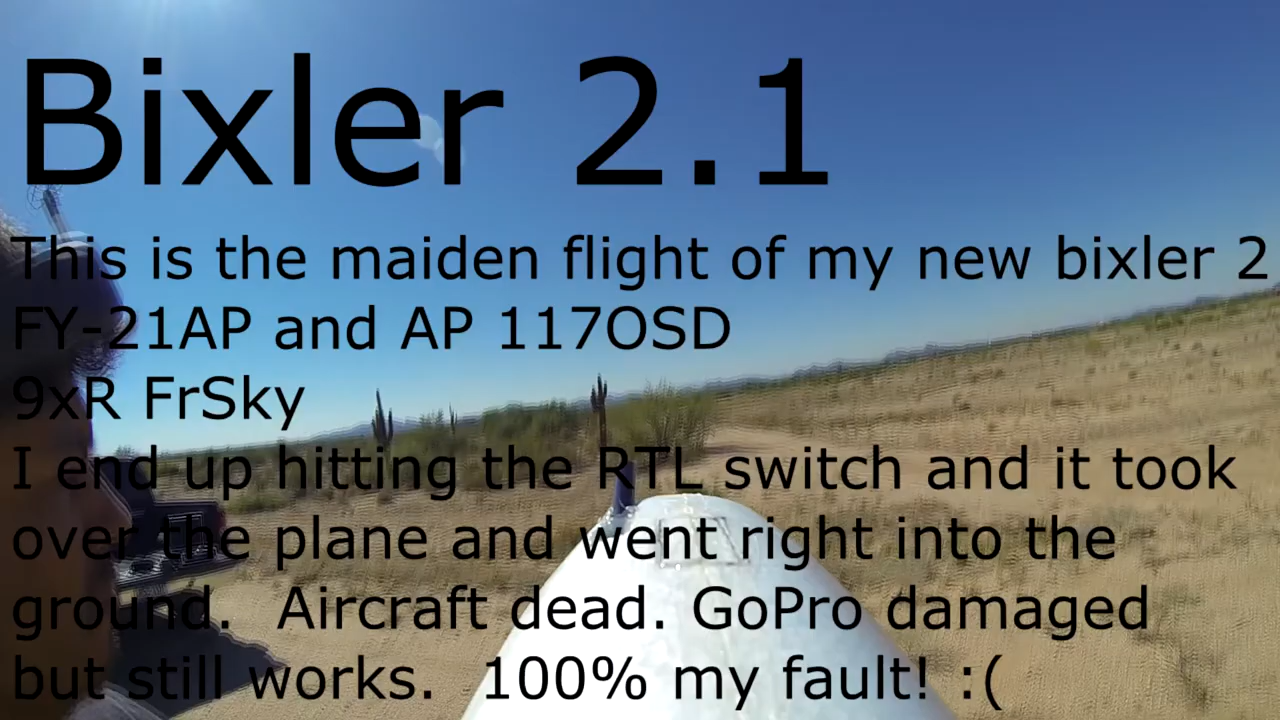 Bixler 2.1
This is the maiden flight of my new bixler 2
FY-21AP and AP 117OSD
9xR FrSky
I end up hitting the RTL switch and it took
over the plane and went right into the
ground.  Aircraft dead. GoPro damaged
but still works.  100% my fault! :(